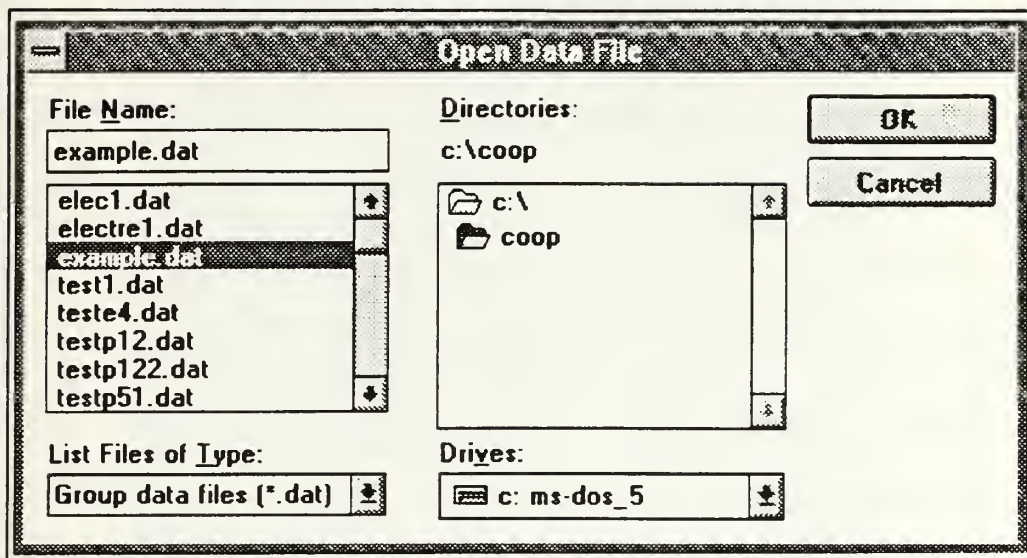 Open Data File
File Name:
example.dat
elec1.dat
electre1.dat
example.dat
test1.dat
teste4.dat
testp12.dat
testp122.dat
testp51.dat
List Files of Type:
Group data files (*.dat)
Directories:
c:\coop
c:\
coop
Drives:
c: ms-dos_5
OK
Cancel